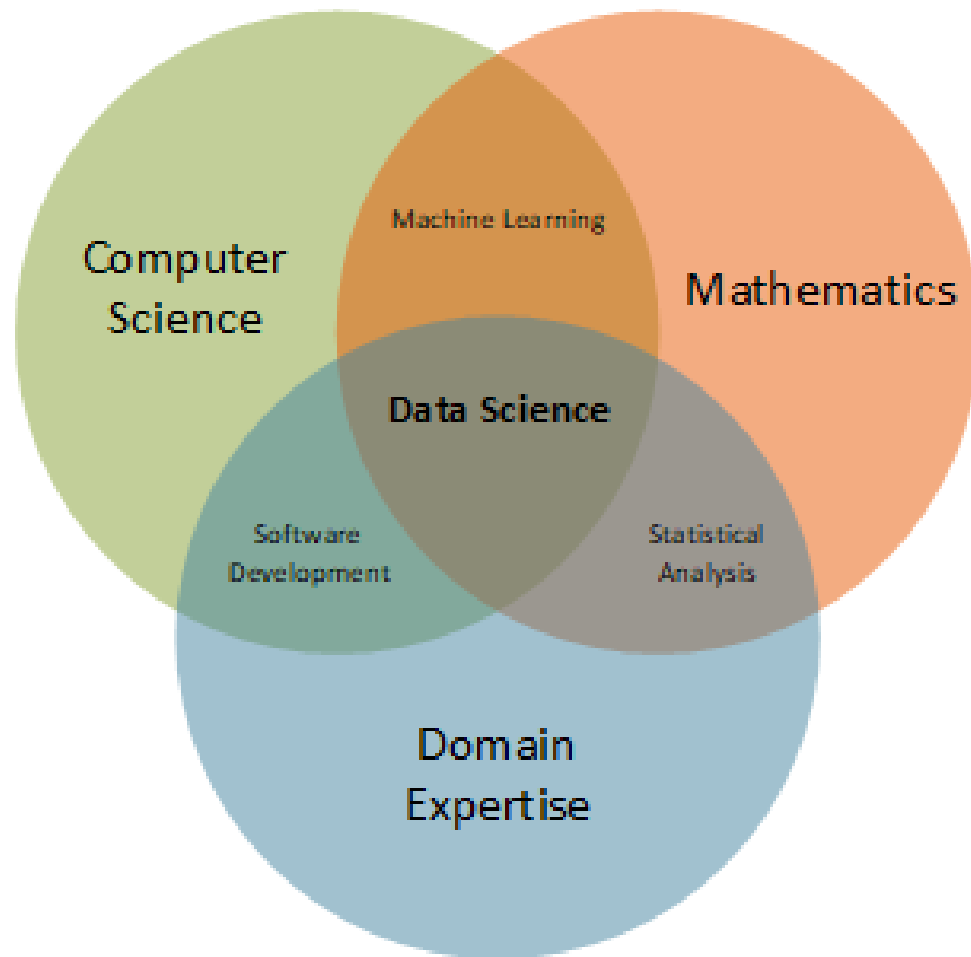 Machine Learning
Computer
Science
Mathematics
Data Science
Software
Development
Statistical
Analysis
Domain
Expertise